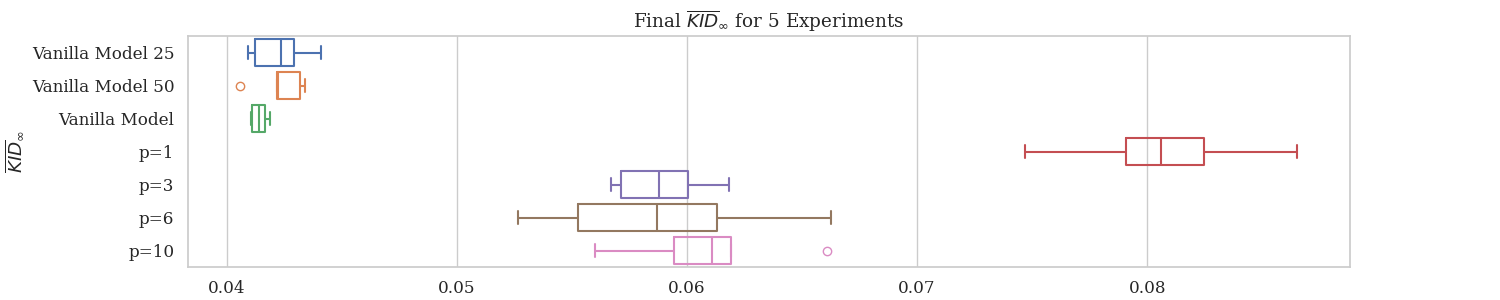 Final $\overline{KID}_\infty$ for 5 Experiments
Vanilla Model 25
Vanilla Model 50
Vanilla Model
p=1
p=3
p=6
p=10
$\overline{KID}_\infty$
0.04 0.05 0.06 0.07 0.08